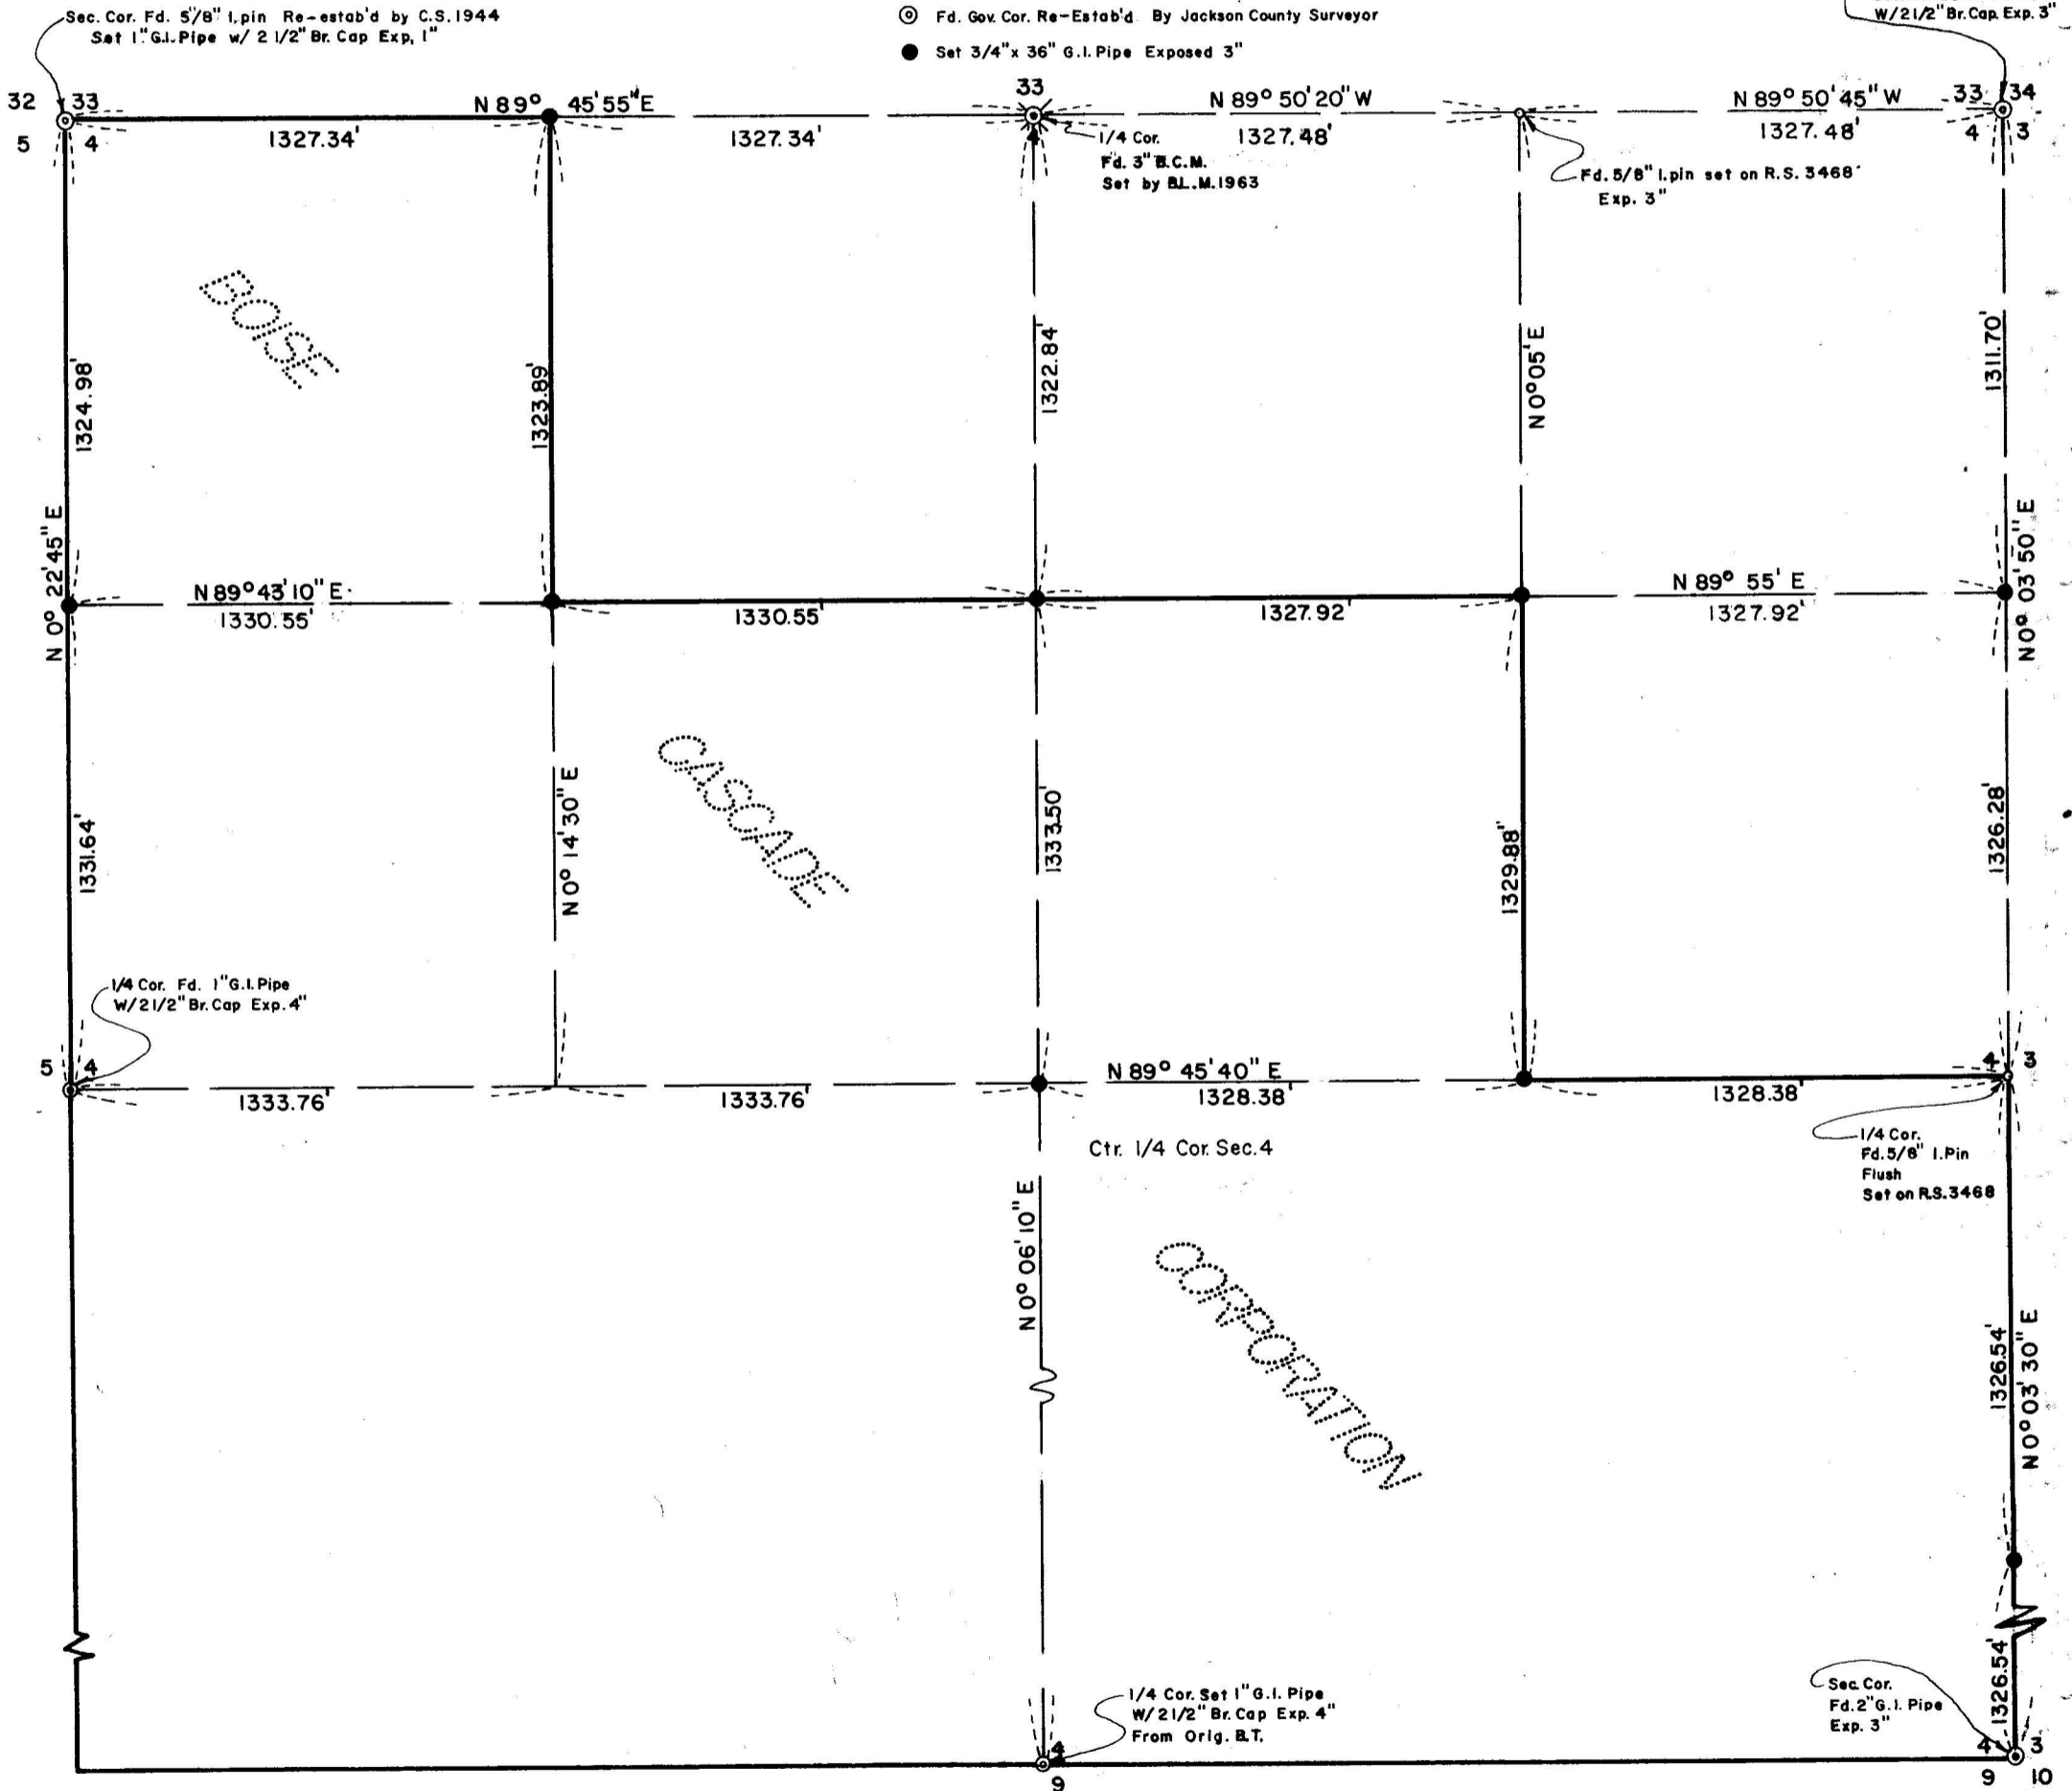 Sec. Cor. Fd. 5/8" I.pin Re-estab'd by C.S. 1944
Set 1" G.I. Pipe w/ 2 1/2" Br. Cap Exp. 1"
Fd. Gov. Cor. Re-Estab'd. By Jackson County Surveyor
Set 3/4" x 36" G.I. Pipe Exposed 3"
W/2 1/2" Br. Cap. Exp. 3"
32 33
5 4
N 89° 45' 55" E
1327.34'
1327.34'
33
4
1/4 Cor.
Fd. 3" B.C.M.
Set by B.L.M. 1963
N 89° 50' 20" W
1327.48'
Fd. 5/8" I.pin set on R.S. 3468
Exp. 3"
N 89° 50' 45" W
1327.48'
33 34
4 3
BOISE
1324.98'
1323.89'
1322.84'
N 0° 05' E
1311.70'
N 0° 22' 45" E
N 89° 43' 10" E
1330.55'
1330.55'
1327.92'
N 89° 55' E
1327.92'
N 0° 03' 50" E
CASCADE
1331.64'
N 0° 14' 30" E
1333.50'
1329.88'
1326.28'
1/4 Cor. Fd. 1" G.I. Pipe
W/2 1/2" Br. Cap Exp. 4"
5 4
1333.76'
1333.76'
N 89° 45' 40" E
1328.38'
1328.38'
4 3
Ctr. 1/4 Cor. Sec. 4
1/4 Cor.
Fd. 5/8" I.Pin
Flush
Set on R.S. 3468
N 0° 06' 10" E
CORPORATION
1326.54'
N 0° 03' 30" E
1/4 Cor. Set 1" G.I. Pipe
W/2 1/2" Br. Cap Exp. 4"
From Orig. B.T.
4
9
Sec. Cor.
Fd. 2" G.I. Pipe
Exp. 3"
1326.54'
4 3
9 10